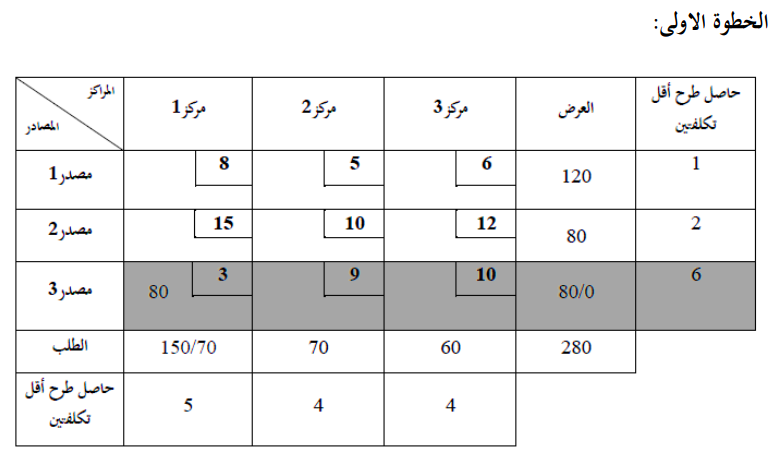 الخطوة الاولى:
المراكز
المصادر
مركز1
مركز2
مركز3
العرض
حاصل طرح أقل
تكلفتين
مصدر1
8
5
6
120
1
مصدر2
15
10
12
80
2
مصدر3
80
3
9
10
80/0
6
الطلب
150/70
70
60
280
حاصل طرح أقل
تكلفتين
5
4
4